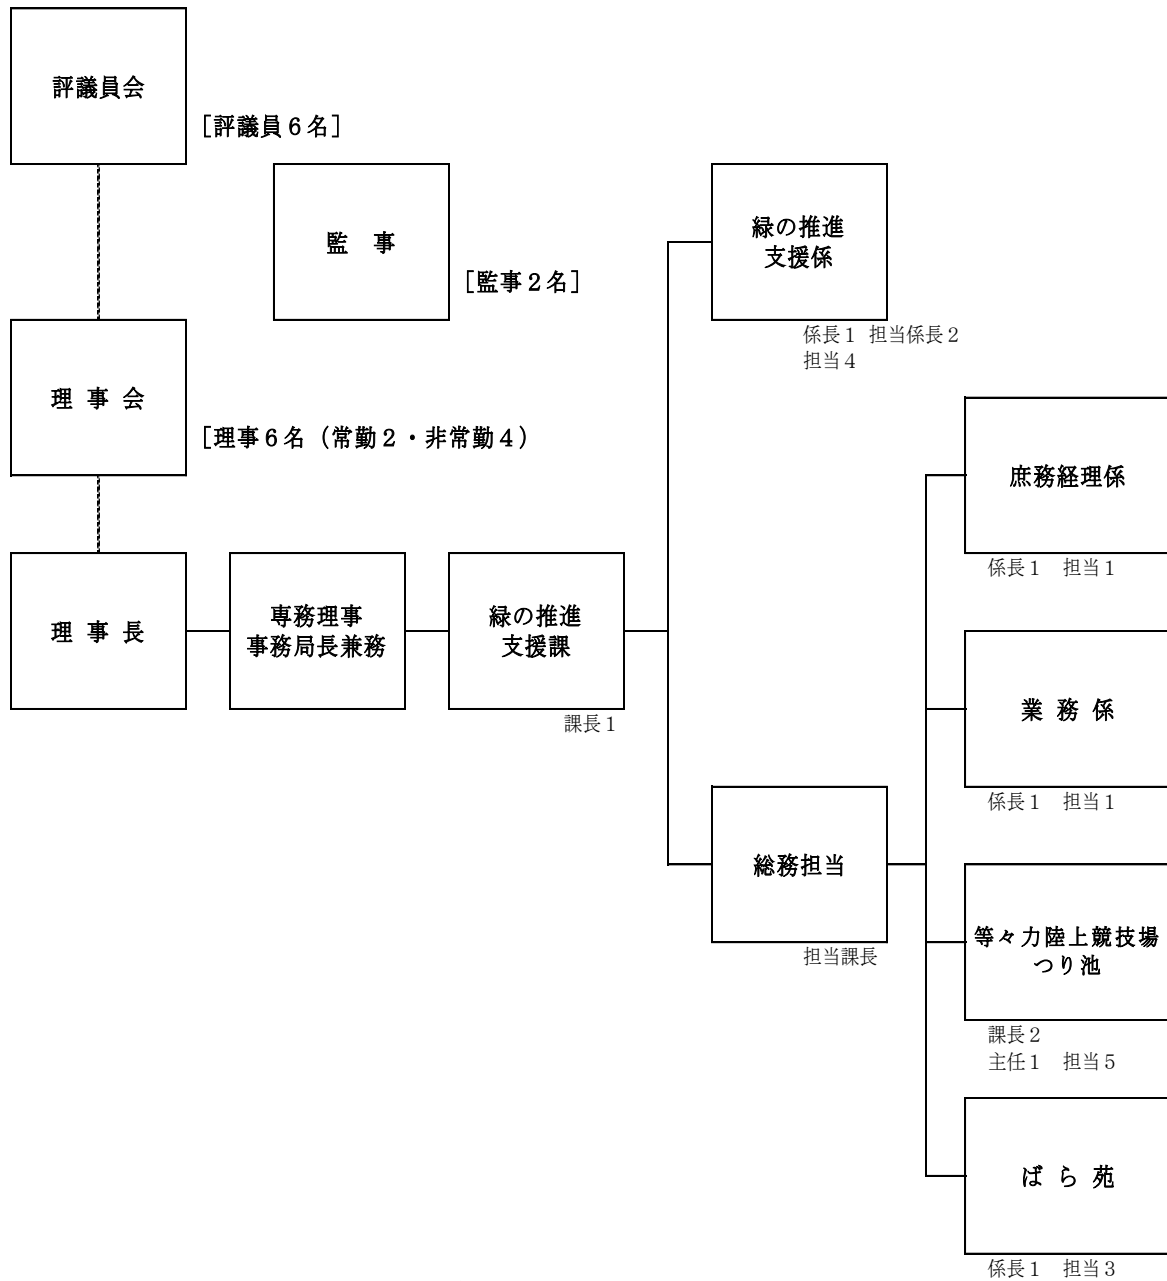 評議員会
［評議員６名］
監　事
［監事２名］
緑の推進
支援係
係長１ 担当係長２
担当４
理 事 会
［理事６名（常勤２・非常勤４）
庶務経理係
係長１　担当１
理 事 長
専務理事
事務局長兼務
緑の推進
支援課
課長１
業 務 係
係長１　担当１
総務担当
担当課長
等々力陸上競技場
つり池
課長２
主任１　担当５
ば ら 苑
係長１　担当３